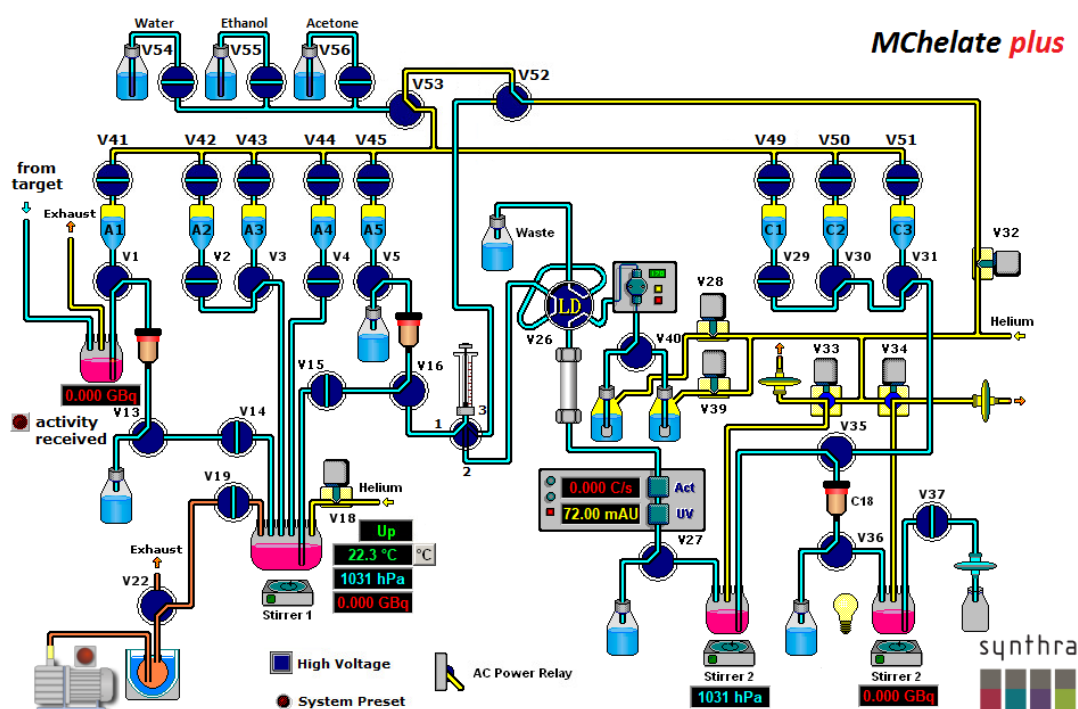 MChelate plus
Water
Ethanol
Acetone
V54
V55
V56
V53
V52
V41
V42
V43
V44
V45
V49
V50
V51
from
target
Exhaust
A1
A2
A3
A4
A5
Waste
C1
C2
C3
V32
V1
V2
V3
V4
V5
V28
V29
V30
V31
LD
V26
Helium
V40
V33
V34
V15
V16
V39
0.000 GBq
activity
received
V13
V14
3
1
2
V35
V19
Helium
V18
0.000 C/s
Act
72.00 mAU
UV
C18
V37
Up
22.3 °C
°C
1031 hPa
0.000 GBq
V27
V36
Exhaust
V22
Stirrer 1
High Voltage
AC Power Relay
System Preset
Stirrer 2
1031 hPa
Stirrer 2
0.000 GBq
synthra